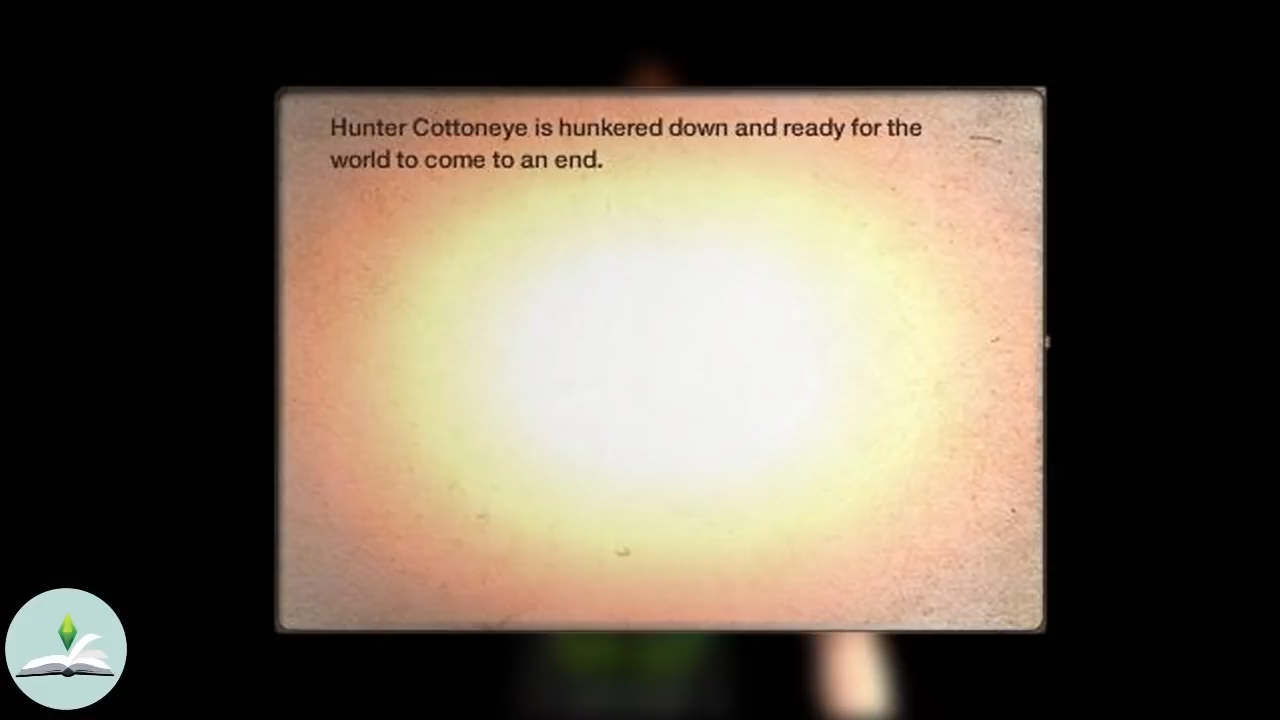 Hunter Cottoneye is hunkered down and ready for the
world to come to an end.